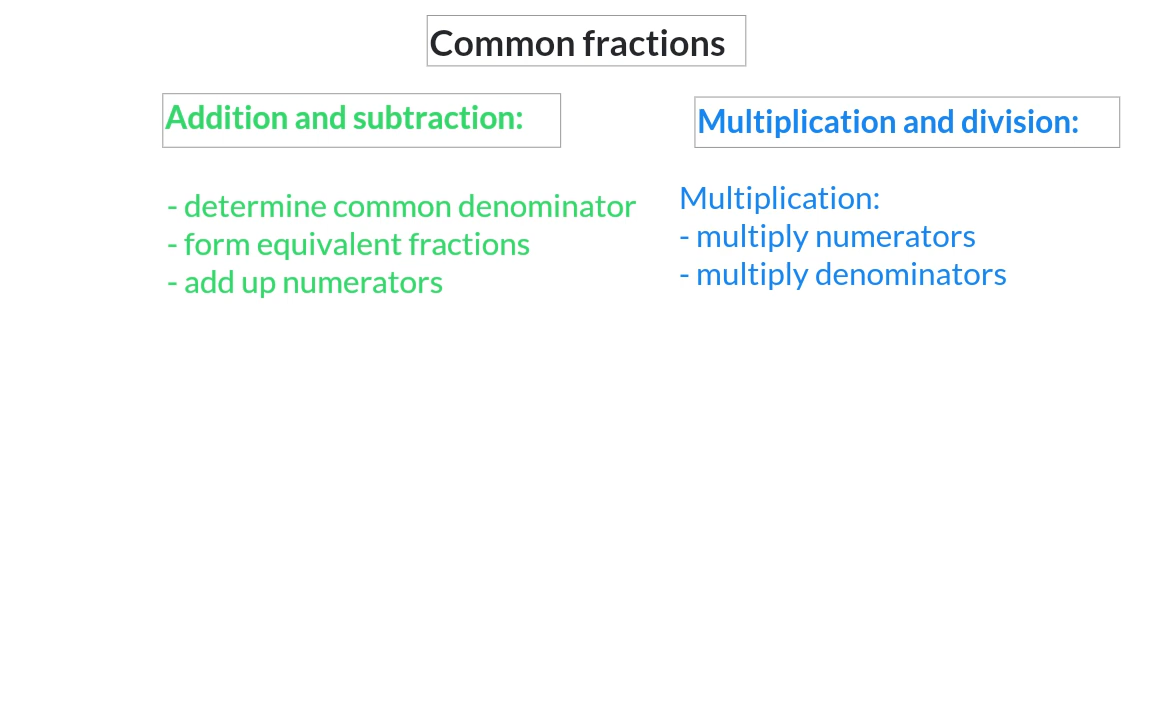 Common fractions
Addition and subtraction:
- determine common denominator
- form equivalent fractions
- add up numerators
Multiplication and division:
Multiplication:
- multiply numerators
- multiply denominators